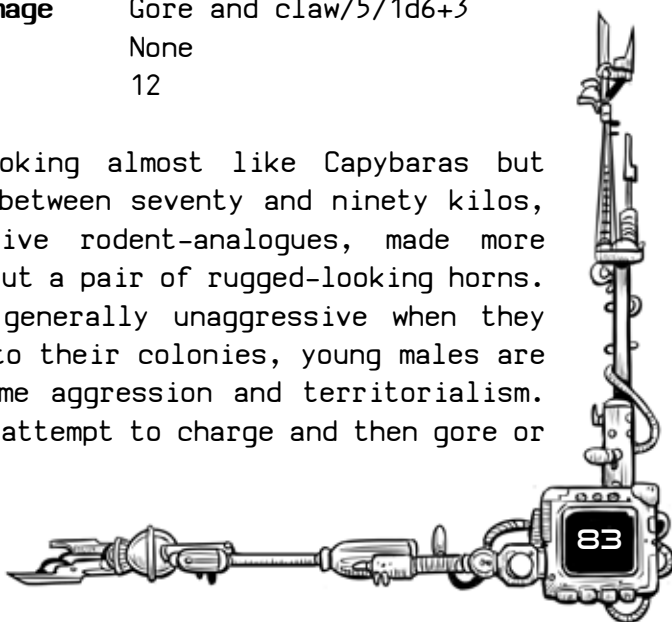 mage Gore and claw/5/1d6+3
None
12
ooking almost like Capybaras but
between seventy and ninety kilos,
ive rodent-analogues, made more
ut a pair of rugged-looking horns.
generally unaggressive when they
to their colonies, young males are
me aggression and territorialism.
attempt to charge and then gore or
83